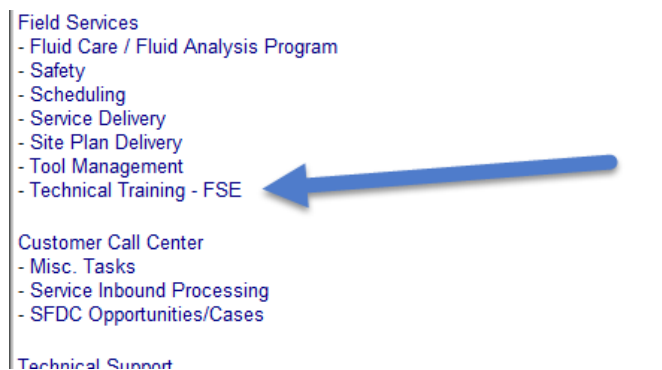 Field Services
- Fluid Care / Fluid Analysis Program
- Safety
- Scheduling
- Service Delivery
- Site Plan Delivery
- Tool Management
- Technical Training - FSE
Customer Call Center
- Misc. Tasks
- Service Inbound Processing
- SFDC Opportunities/Cases
Technical Support